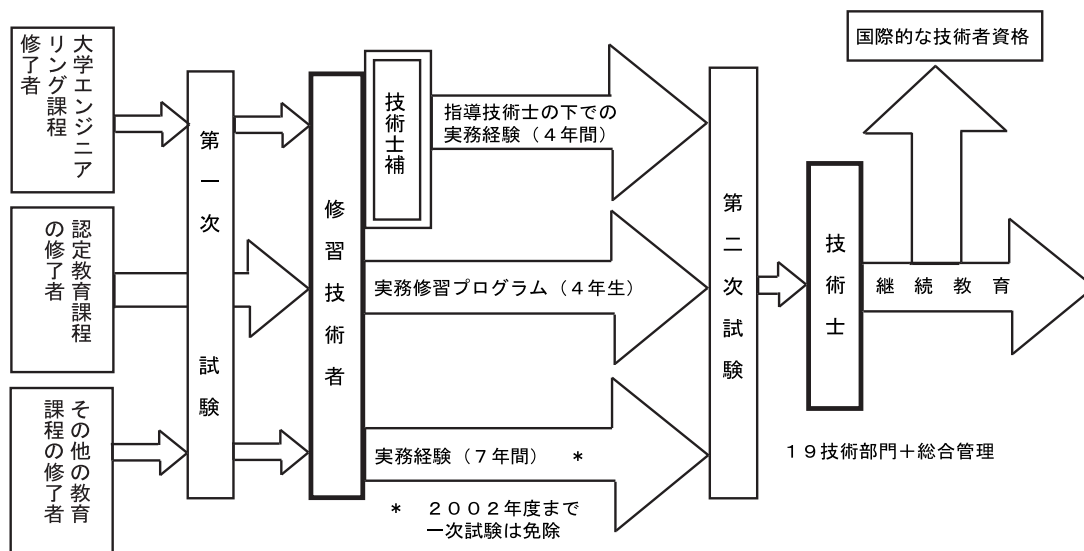 大学エンジニア
リング課程
修了者
認定教育課程
の修了者
その他の教育
課程の修了者
第一次 試験
修習技術者
技術士補
指導技術士の下での
実務経験（４年間）
実務修習プログラム（４年生）
実務経験（７年間） *
* ２００２年度まで
一次試験は免除
第二次試験
技術士
継続教育
国際的な技術者資格
１９技術部門＋総合管理